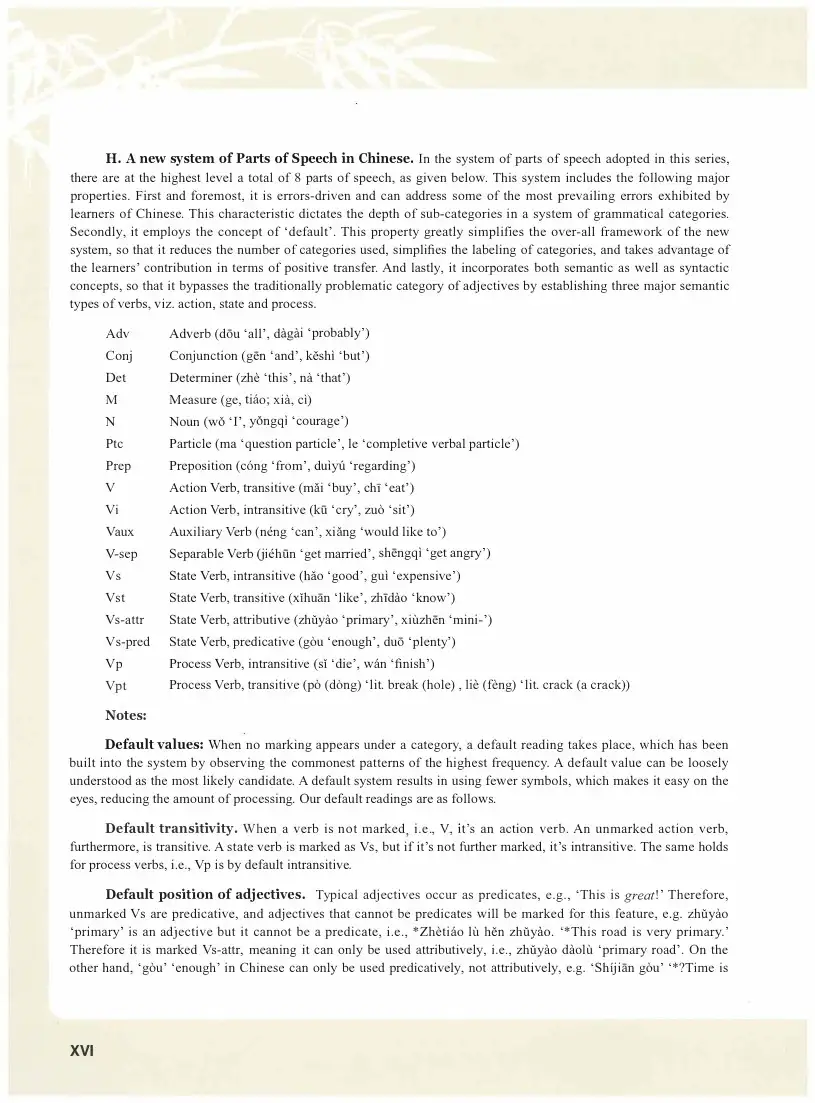 H. A new system of Parts of Speech in Chinese. In the system of parts of speech adopted in this series,
there are at the highest level a total of 8 parts of speech, as given below. This system includes the following major
properties. First and foremost, it is errors-driven and can address some of the most prevailing errors exhibited by
learners of Chinese. This characteristic dictates the depth of sub-categories in a system of grammatical categories.
Secondly, it employs the concept of ‘default’. This property greatly simplifies the over-all framework of the new
system, so that it reduces the number of categories used, simplifies the labeling of categories, and takes advantage of
the learners’ contribution in terms of positive transfer. And lastly, it incorporates both semantic as well as syntactic
concepts, so that it bypasses the traditionally problematic category of adjectives by establishing three major semantic
types of verbs, viz. action, state and process.
Adv Adverb (dōu ‘all’, dàgài ‘probably’)
Conj Conjunction (gēn ‘and’, kěshì ‘but’)
Det Determiner (zhè ‘this’, nà ‘that’)
M Measure (ge, tiáo; xià, cì)
N Noun (wǒ ‘I’, yǒngqì ‘courage’)
Ptc Particle (ma ‘question particle’, le ‘completive verbal particle’)
Prep Preposition (cóng ‘from’, duìyú ‘regarding’)
V Action Verb, transitive (mǎi ‘buy’, chī ‘eat’)
Vi Action Verb, intransitive (kū ‘cry’, zuò ‘sit’)
Vaux Auxiliary Verb (néng ‘can’, xiǎng ‘would like to’)
V-sep Separable Verb (jiéhūn ‘get married’, shēngqì ‘get angry’)
Vs State Verb, intransitive (hǎo ‘good’, guì ‘expensive’)
Vst State Verb, transitive (xǐhuān ‘like’, zhīdào ‘know’)
Vs-attr State Verb, attributive (zhǔyào ‘primary’, xiùzhēn ‘mini-’)
Vs-pred State Verb, predicative (gòu ‘enough’, duō ‘plenty’)
Vp Process Verb, intransitive (sǐ ‘die’, wán ‘finish’)
Vpt Process Verb, transitive (pò (dòng) ‘lit. break (hole) , liè (fèng) ‘lit. crack (a crack))
Notes:
Default values: When no marking appears under a category, a default reading takes place, which has been
built into the system by observing the commonest patterns of the highest frequency. A default value can be loosely
understood as the most likely candidate. A default system results in using fewer symbols, which makes it easy on the
eyes, reducing the amount of processing. Our default readings are as follows.
Default transitivity. When a verb is not marked, i.e., V, it’s an action verb. An unmarked action verb,
furthermore, is transitive. A state verb is marked as Vs, but if it’s not further marked, it’s intransitive. The same holds
for process verbs, i.e., Vp is by default intransitive.
Default position of adjectives. Typical adjectives occur as predicates, e.g., ‘This is great!’ Therefore,
unmarked Vs are predicative, and adjectives that cannot be predicates will be marked for this feature, e.g. zhǔyào
‘primary’ is an adjective but it cannot be a predicate, i.e., *Zhètiáo lù hěn zhǔyào. ‘*This road is very primary.’
Therefore it is marked Vs-attr, meaning it can only be used attributively, i.e., zhǔyào dàolù ‘primary road’. On the
other hand, ‘gòu’ ‘enough’ in Chinese can only be used predicatively, not attributively, e.g. ‘Shíjiān gòu’ ‘*?Time is
XVI